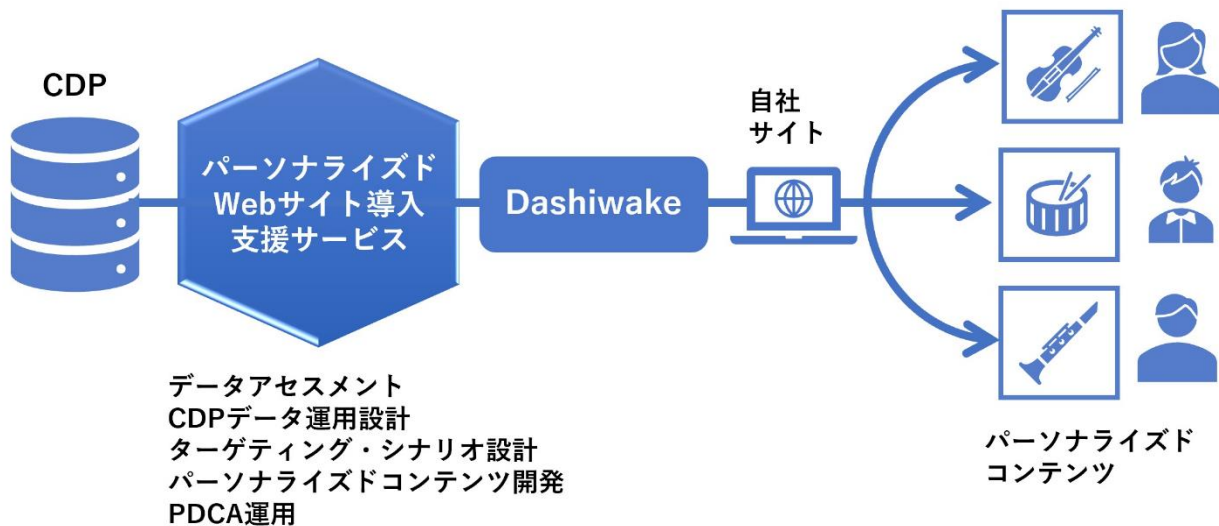 CDP
パーソナライズド
Webサイト導入
支援サービス
Dashiwake
自社
サイト
データアセスメント
CDPデータ運用設計
ターゲティング・シナリオ設計
パーソナライズドコンテンツ開発
PDCA運用
パーソナライズド
コンテンツ